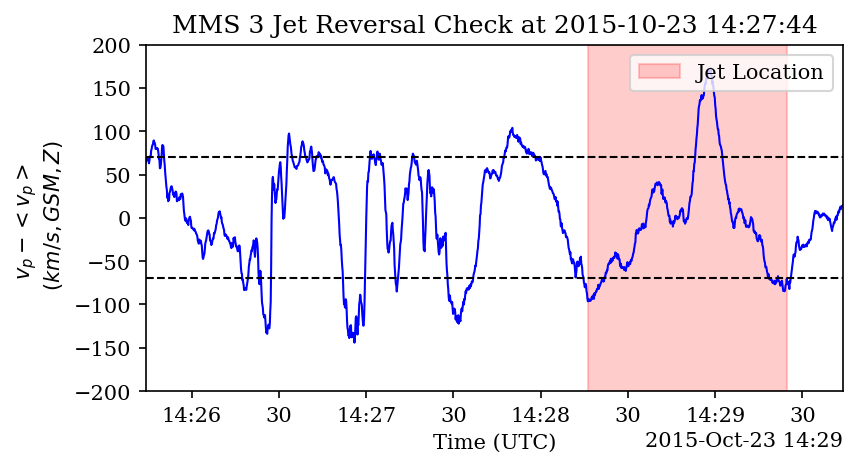 MMS 3 Jet Reversal Check at 2015-10-23 14:27:44
Jet Location
200
150
100
50
0
−50
−100
−150
−200
v_p − < v_p >
(km/s, GSM, Z)
14:26 30 14:27 30 14:28 30 14:29 30
Time (UTC)
2015-Oct-23 14:29